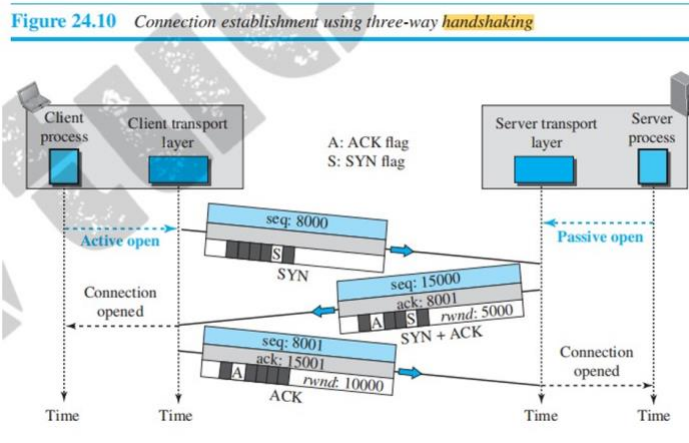 Figure 24.10 Connection establishment using three-way handshaking
Client
process
Client transport
layer
A: ACK flag
S: SYN flag
Server transport
layer
Server
process
Active open
seq: 8000
S
SYN
Passive open
seq: 15000
ack: 8001
A S rwnd: 5000
SYN + ACK
Connection
opened
seq: 8001
ack: 15001
A rwnd: 10000
ACK
Connection
opened
Time
Time
Time
Time